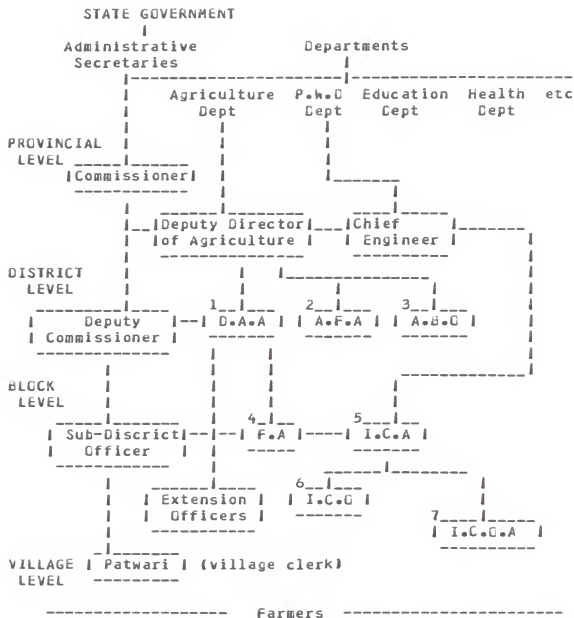 STATE GOVERNMENT
Administrative Secretaries
Departments
Agriculture Dept
P.W.D Dept
Education Dept
Health Dept
etc
PROVINCIAL LEVEL
Commissioner
Deputy Director of Agriculture
Chief Engineer
DISTRICT LEVEL
Deputy Commissioner
1
D.A.A
2
A.F.A
3
A.B.O
BLOCK LEVEL
Sub-Discrict Officer
4
F.A
5
I.C.A
Extension Officers
6
I.C.O
7
I.C.O.A
VILLAGE LEVEL
Patwari
(village clerk)
Farmers